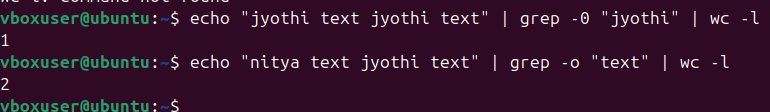 vboxuser@ubuntu:~$ echo "jyothi text jyothi text" | grep -0 "jyothi" | wc -l
1
vboxuser@ubuntu:~$ echo "nitya text jyothi text" | grep -o "text" | wc -l
2
vboxuser@ubuntu:~$